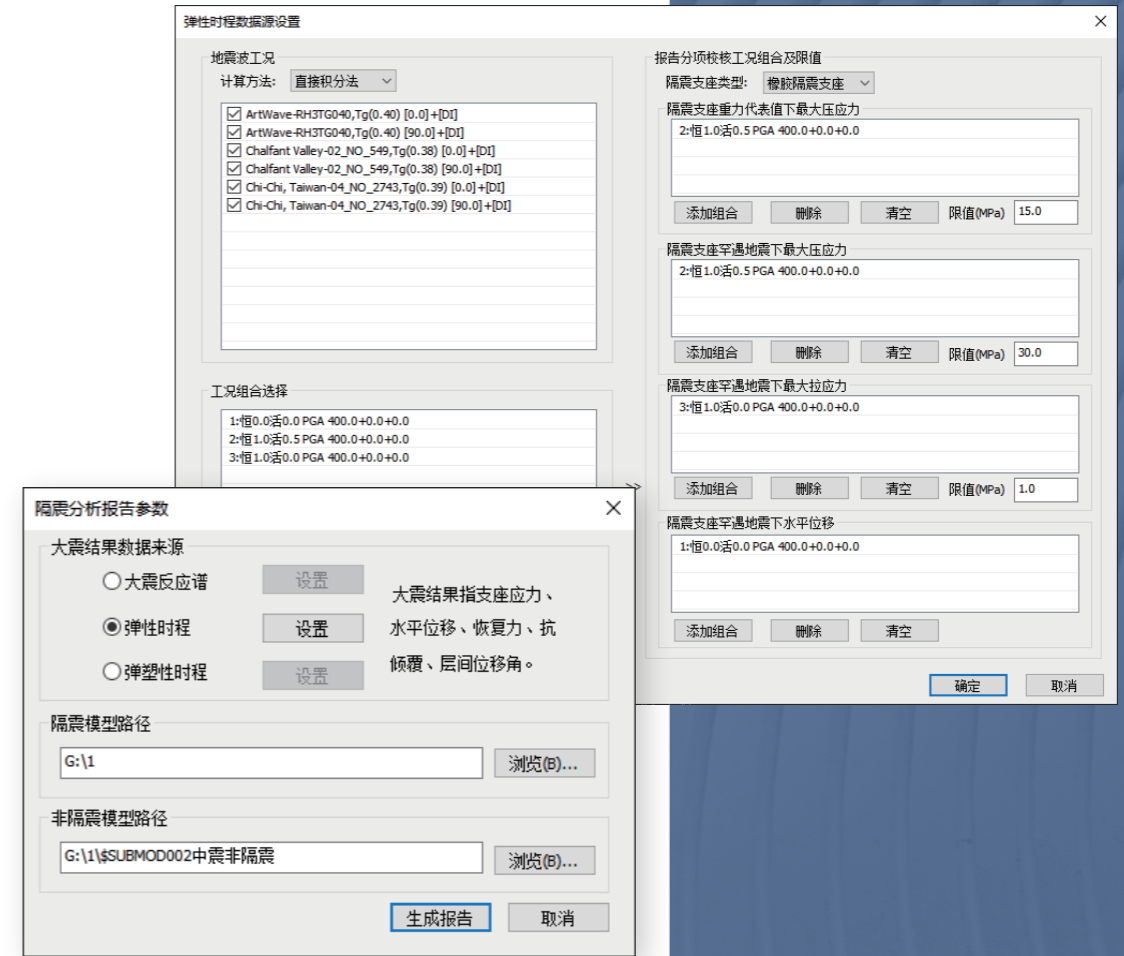 弹性时程数据源设置
地震波工况
计算方法: 直接积分法
ArtWave-RH3TG040,Tg(0.40) [0.0]+[DI]
ArtWave-RH3TG040,Tg(0.40) [90.0]+[DI]
Chalfant Valley-02_NO_549,Tg(0.38) [0.0]+[DI]
Chalfant Valley-02_NO_549,Tg(0.38) [90.0]+[DI]
Chi-Chi, Taiwan-04_NO_2743,Tg(0.39) [0.0]+[DI]
Chi-Chi, Taiwan-04_NO_2743,Tg(0.39) [90.0]+[DI]
工况组合选择
1:恒0.0活0.0 PGA 400.0+0.0+0.0
2:恒1.0活0.5 PGA 400.0+0.0+0.0
3:恒1.0活0.0 PGA 400.0+0.0+0.0
>>
报告分项校核工况组合及限值
隔震支座类型: 橡胶隔震支座
隔震支座重力代表值下最大压应力
2:恒1.0活0.5 PGA 400.0+0.0+0.0
添加组合 删除 清空 限值(MPa) 15.0
隔震支座罕遇地震下最大压应力
2:恒1.0活0.5 PGA 400.0+0.0+0.0
添加组合 删除 清空 限值(MPa) 30.0
隔震支座罕遇地震下最大拉应力
3:恒1.0活0.0 PGA 400.0+0.0+0.0
添加组合 删除 清空 限值(MPa) 1.0
隔震支座罕遇地震下水平位移
1:恒0.0活0.0 PGA 400.0+0.0+0.0
添加组合 删除 清空
确定 取消
隔震分析报告参数
大震结果数据来源
大震反应谱 设置
弹性时程 设置
弹塑性时程 设置
大震结果指支座应力、
水平位移、恢复力、抗
倾覆、层间位移角。
隔震模型路径
G:\1 浏览(B)...
非隔震模型路径
G:\1\$SUBMOD002中震非隔震 浏览(B)...
生成报告 取消